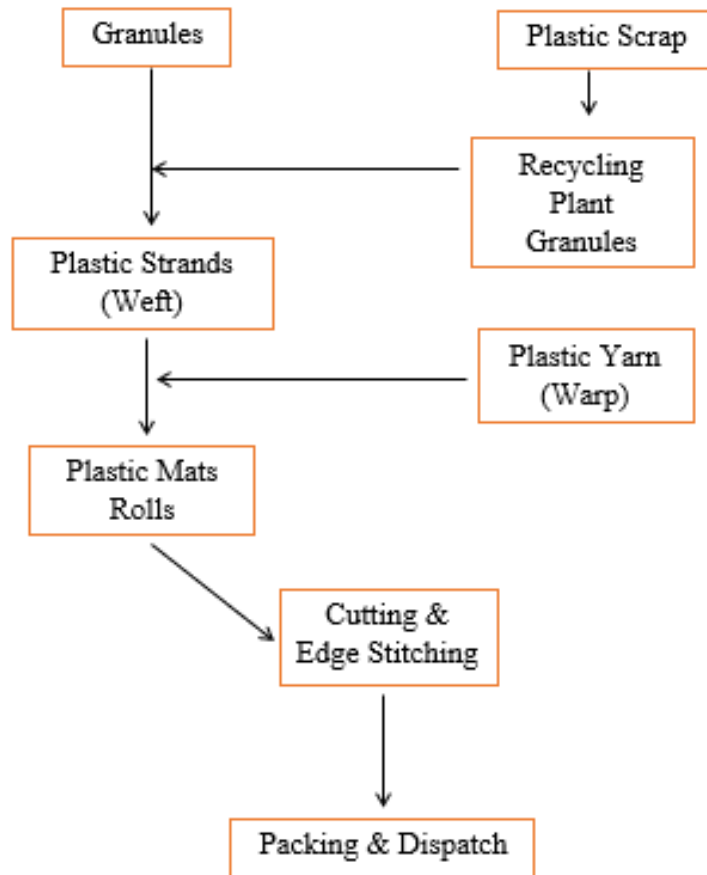 Granules
Plastic Scrap
Recycling
Plant
Granules
Plastic Strands
(Weft)
Plastic Yarn
(Warp)
Plastic Mats
Rolls
Cutting &
Edge Stitching
Packing & Dispatch